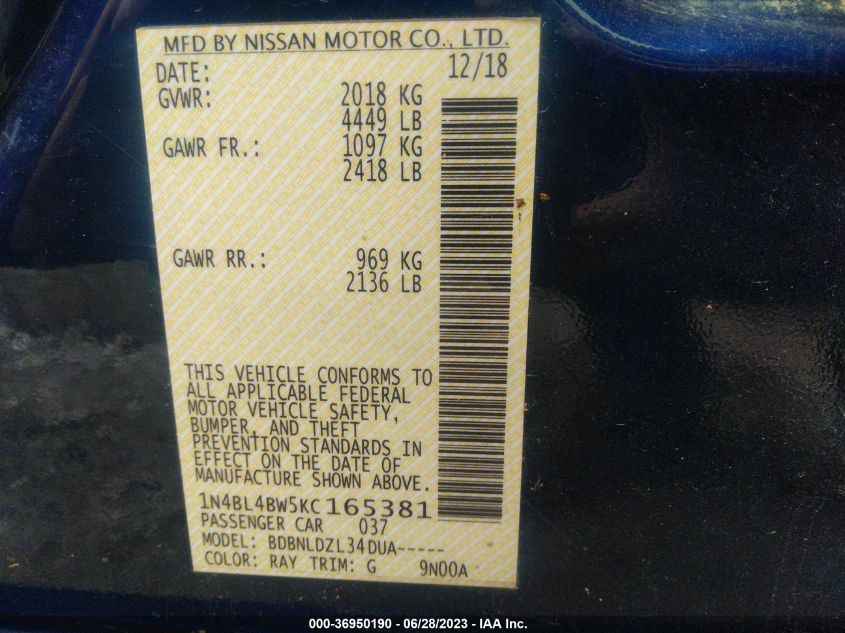 MFD BY NISSAN MOTOR CO., LTD.
DATE: 12/18
GVWR: 2018 KG
4449 LB
GAWR FR.: 1097 KG
2418 LB
GAWR RR.: 969 KG
2136 LB
THIS VEHICLE CONFORMS TO
ALL APPLICABLE FEDERAL
MOTOR VEHICLE SAFETY,
BUMPER, AND THEFT
PREVENTION STANDARDS IN
EFFECT ON THE DATE OF
MANUFACTURE SHOWN ABOVE.
1N4BL4BW5KC165381
PASSENGER CAR 037
MODEL: BDBNLDZL34DUA-----
COLOR: RAY TRIM: G 9N00A
000-36950190 - 06/28/2023 - IAA Inc.